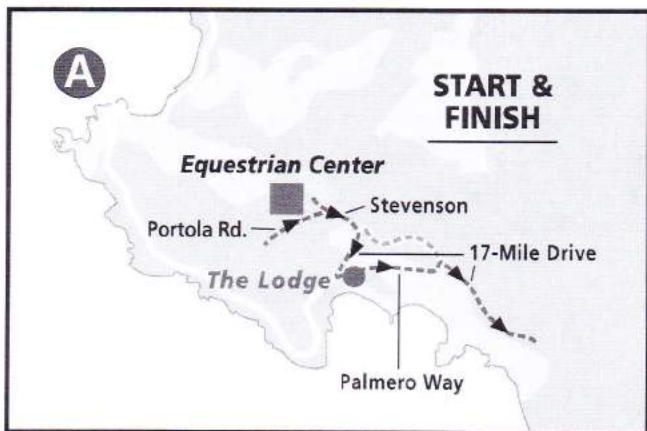 A
START &
FINISH
Equestrian Center
Stevenson
Portola Rd.
17-Mile Drive
The Lodge
Palmero Way